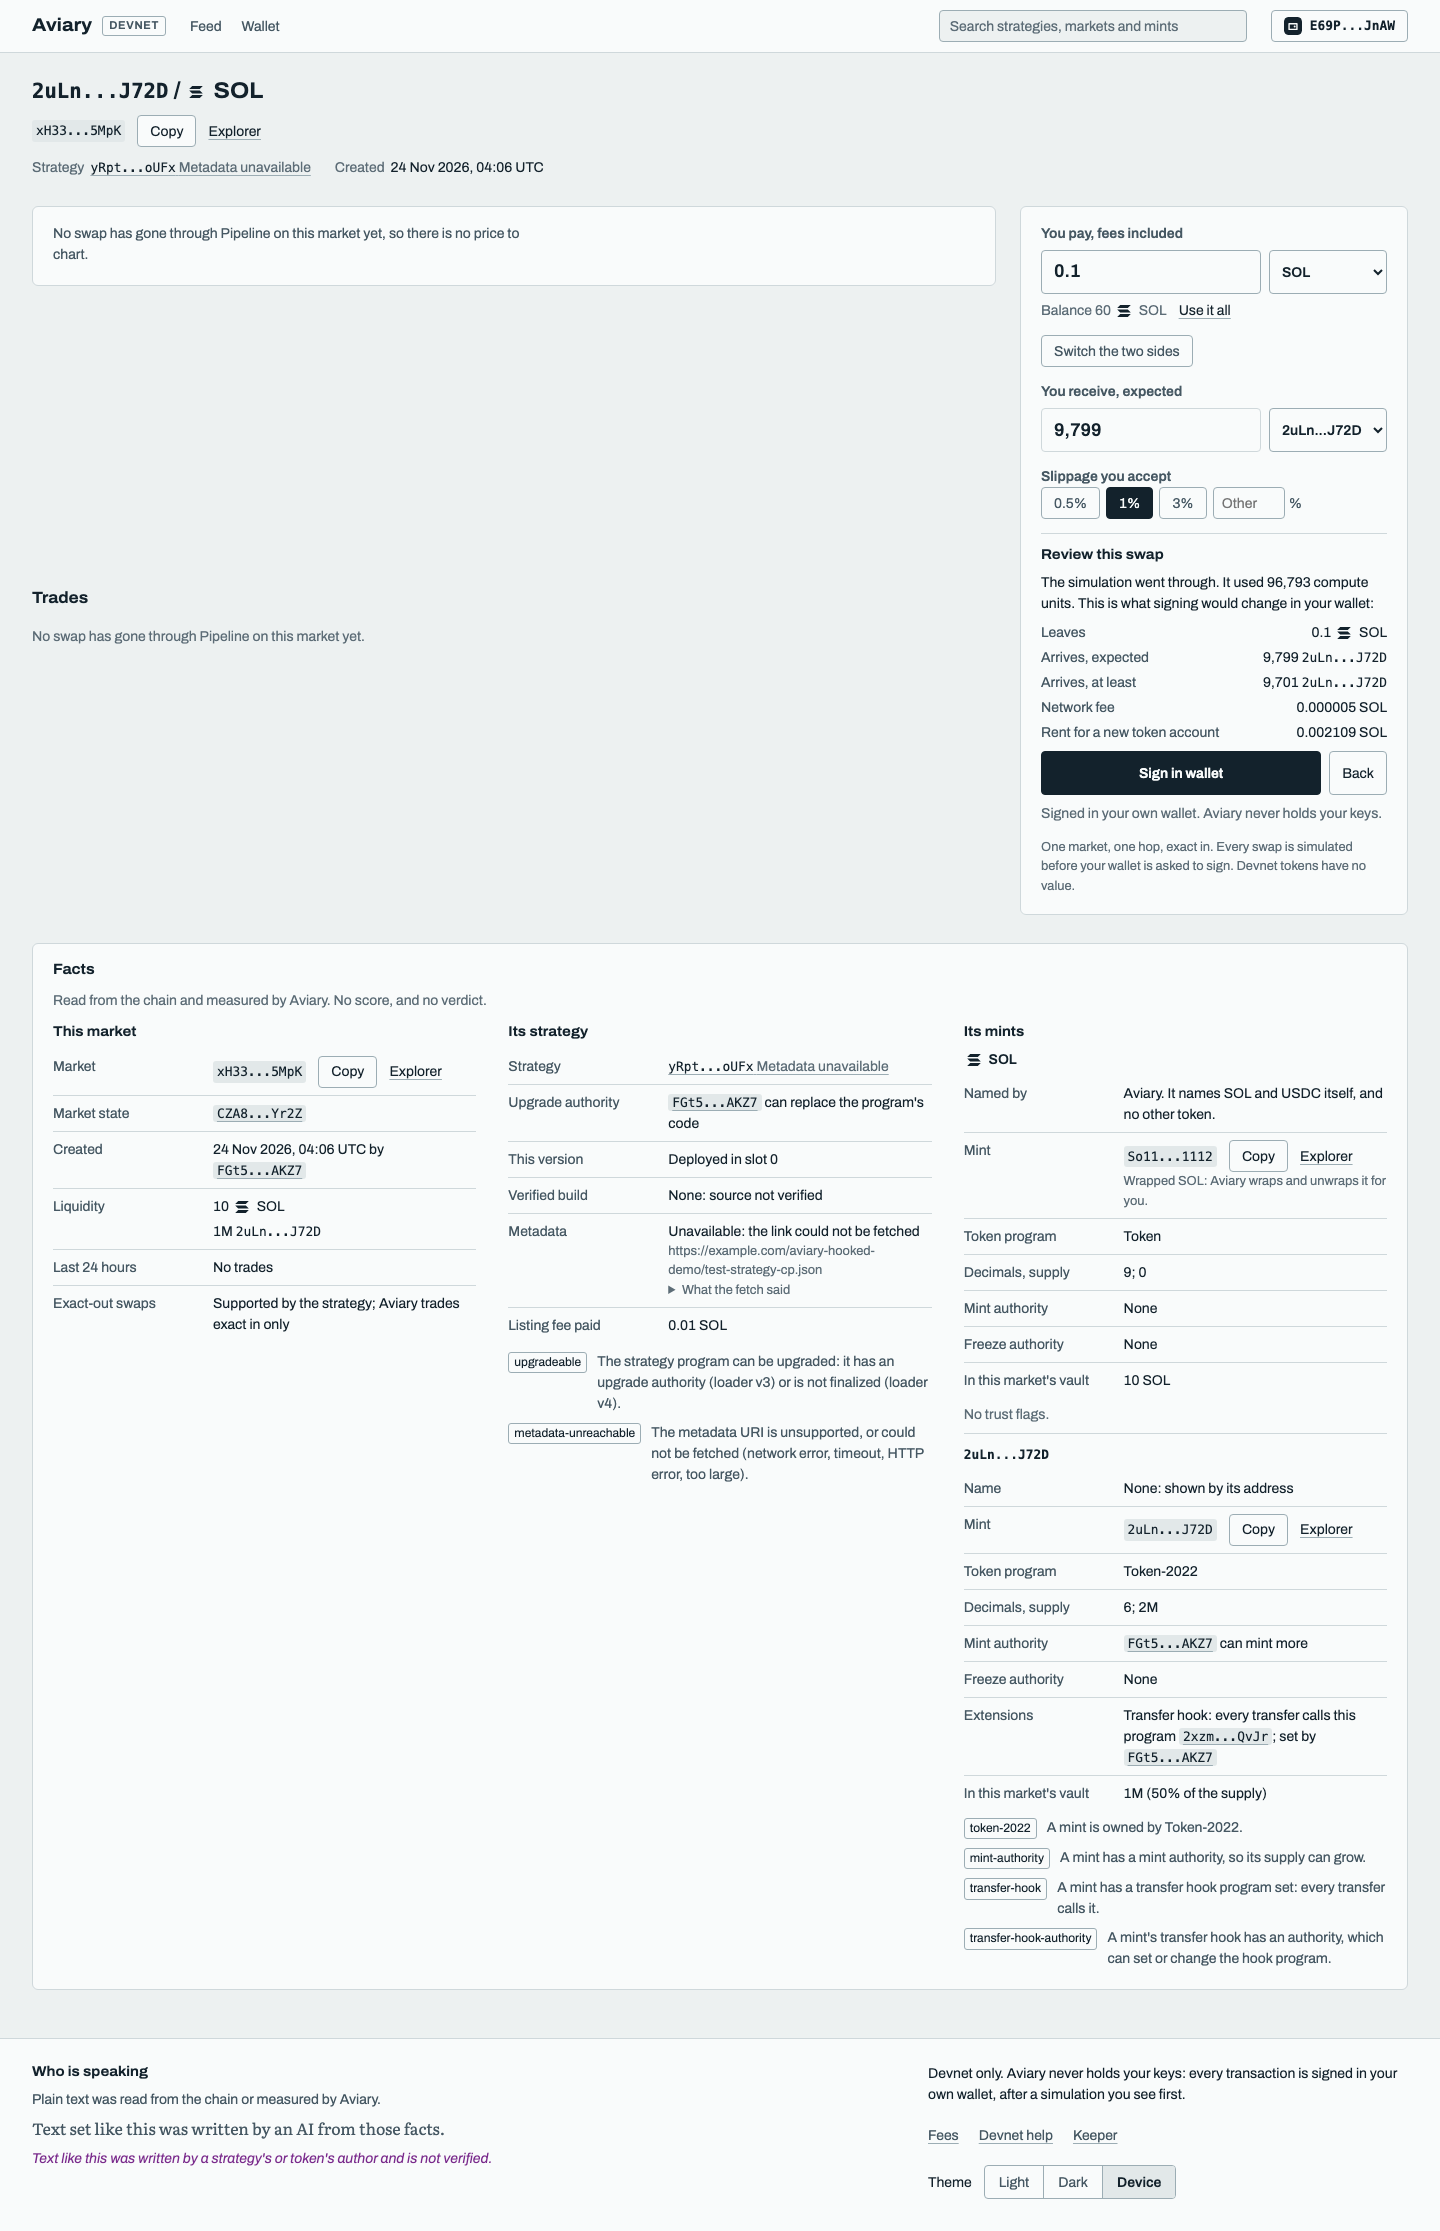 Aviary DEVNET Feed Wallet Search strategies, markets and mints E69P...JnAW
2uLn...J72D / SOL
xH33...5MpK Copy Explorer
Strategy yRpt...oUFx Metadata unavailable Created 24 Nov 2026, 04:06 UTC
No swap has gone through Pipeline on this market yet, so there is no price to
chart.
Trades
No swap has gone through Pipeline on this market yet.
You pay, fees included
0.1 SOL
Balance 60 SOL Use it all
Switch the two sides
You receive, expected
9,799 2uLn...J72D
Slippage you accept
0.5% 1% 3% Other %
Review this swap
The simulation went through. It used 96,793 compute
units. This is what signing would change in your wallet:
Leaves 0.1 SOL
Arrives, expected 9,799 2uLn...J72D
Arrives, at least 9,701 2uLn...J72D
Network fee 0.000005 SOL
Rent for a new token account 0.002109 SOL
Sign in wallet Back
Signed in your own wallet. Aviary never holds your keys.
One market, one hop, exact in. Every swap is simulated
before your wallet is asked to sign. Devnet tokens have no
value.
Facts
Read from the chain and measured by Aviary. No score, and no verdict.
This market
Market xH33...5MpK Copy Explorer
Market state CZA8...Yr2Z
Created 24 Nov 2026, 04:06 UTC by
FGt5...AKZ7
Liquidity 10 SOL
1M 2uLn...J72D
Last 24 hours No trades
Exact-out swaps Supported by the strategy; Aviary trades
exact in only
Its strategy
Strategy yRpt...oUFx Metadata unavailable
Upgrade authority FGt5...AKZ7 can replace the program's
code
This version Deployed in slot 0
Verified build None: source not verified
Metadata Unavailable: the link could not be fetched
https://example.com/aviary-hooked-
demo/test-strategy-cp.json
What the fetch said
Listing fee paid 0.01 SOL
upgradeable The strategy program can be upgraded: it has an
upgrade authority (loader v3) or is not finalized (loader
v4).
metadata-unreachable The metadata URI is unsupported, or could
not be fetched (network error, timeout, HTTP
error, too large).
Its mints
SOL
Named by Aviary. It names SOL and USDC itself, and
no other token.
Mint So11...1112 Copy Explorer
Wrapped SOL: Aviary wraps and unwraps it for
you.
Token program Token
Decimals, supply 9; 0
Mint authority None
Freeze authority None
In this market's vault 10 SOL
No trust flags.
2uLn...J72D
Name None: shown by its address
Mint 2uLn...J72D Copy Explorer
Token program Token-2022
Decimals, supply 6; 2M
Mint authority FGt5...AKZ7 can mint more
Freeze authority None
Extensions Transfer hook: every transfer calls this
program 2xzm...QvJr; set by
FGt5...AKZ7
In this market's vault 1M (50% of the supply)
token-2022 A mint is owned by Token-2022.
mint-authority A mint has a mint authority, so its supply can grow.
transfer-hook A mint has a transfer hook program set: every transfer
calls it.
transfer-hook-authority A mint's transfer hook has an authority, which
can set or change the hook program.
Who is speaking
Plain text was read from the chain or measured by Aviary.
Text set like this was written by an AI from those facts.
Text like this was written by a strategy's or token's author and is not verified.
Devnet only. Aviary never holds your keys: every transaction is signed in your
own wallet, after a simulation you see first.
Fees Devnet help Keeper
Theme Light Dark Device